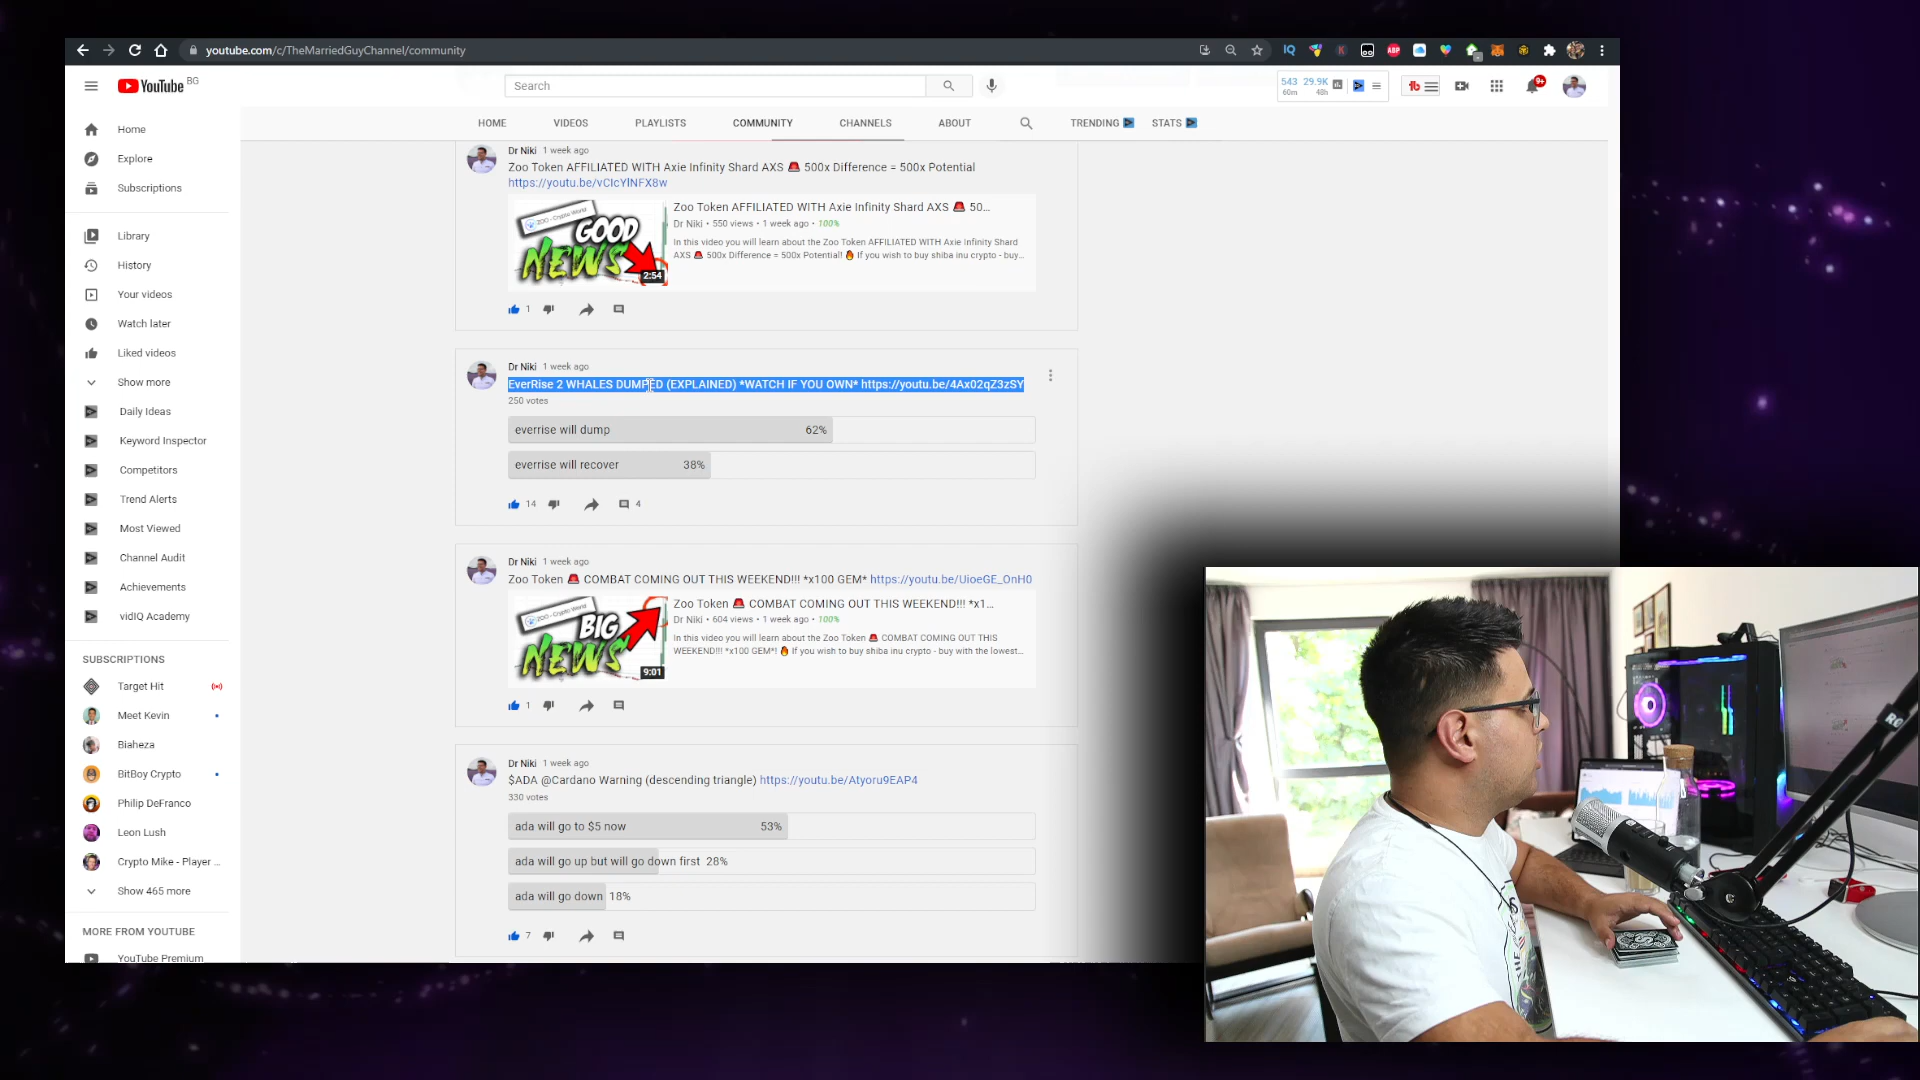 youtube.com/c/TheMarriedGuyChannel/community
YouTube BG
Search
543 29.9K
60m 48h
9+
HOME VIDEOS PLAYLISTS COMMUNITY CHANNELS ABOUT TRENDING STATS
Home
Explore
Subscriptions
Library
History
Your videos
Watch later
Liked videos
Show more
Daily Ideas
Keyword Inspector
Competitors
Trend Alerts
Most Viewed
Channel Audit
Achievements
vidIQ Academy
SUBSCRIPTIONS
Target Hit
Meet Kevin
Biaheza
BitBoy Crypto
Philip DeFranco
Leon Lush
Crypto Mike - Player ...
Show 465 more
MORE FROM YOUTUBE
YouTube Premium
Dr Niki 1 week ago
Zoo Token AFFILIATED WITH Axie Infinity Shard AXS 🚨 500x Difference = 500x Potential
https://youtu.be/vCIcYlNFX8w
ZOO - Crypto World
GOOD
NEWS
2:54
Zoo Token AFFILIATED WITH Axie Infinity Shard AXS 🚨 50...
Dr Niki • 550 views • 1 week ago • 100%
In this video you will learn about the Zoo Token AFFILIATED WITH Axie Infinity Shard
AXS 🚨 500x Difference = 500x Potential! 🔥 If you wish to buy shiba inu crypto - buy...
1
Dr Niki 1 week ago
EverRise 2 WHALES DUMPED (EXPLAINED) *WATCH IF YOU OWN* https://youtu.be/4Ax02qZ3zSY
250 votes
everrise will dump 62%
everrise will recover 38%
14 4
Dr Niki 1 week ago
Zoo Token 🚨 COMBAT COMING OUT THIS WEEKEND!!! *x100 GEM* https://youtu.be/UioeGE_OnH0
ZOO - Crypto World
BIG
NEWS
9:01
Zoo Token 🚨 COMBAT COMING OUT THIS WEEKEND!!! *x1...
Dr Niki • 604 views • 1 week ago • 100%
In this video you will learn about the Zoo Token 🚨 COMBAT COMING OUT THIS
WEEKEND!!! *x100 GEM*! 🔥 If you wish to buy shiba inu crypto - buy with the lowest...
1
Dr Niki 1 week ago
$ADA @Cardano Warning (descending triangle) https://youtu.be/Atyoru9EAP4
330 votes
ada will go to $5 now 53%
ada will go up but will go down first 28%
ada will go down 18%
7